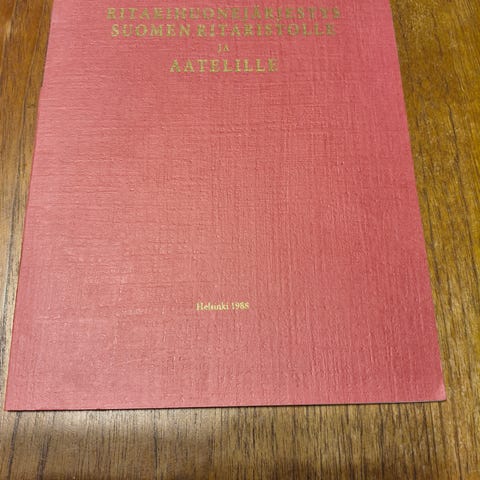 RITARIHUONEJÄRJESTYS
SUOMEN RITARISTOLLE
JA
AATELILLE
Helsinki 1988